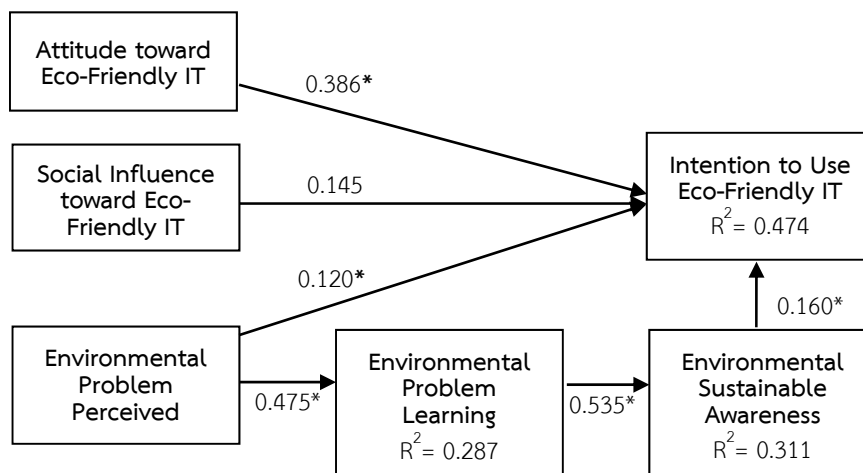 Attitude toward
Eco-Friendly IT
0.386*
Social Influence
toward Eco-
Friendly IT
0.145
Intention to Use
Eco-Friendly IT
R²= 0.474
0.120*
0.160*
Environmental
Problem
Perceived
0.475*
Environmental
Problem
Learning
R²= 0.287
0.535*
Environmental
Sustainable
Awareness
R²= 0.311